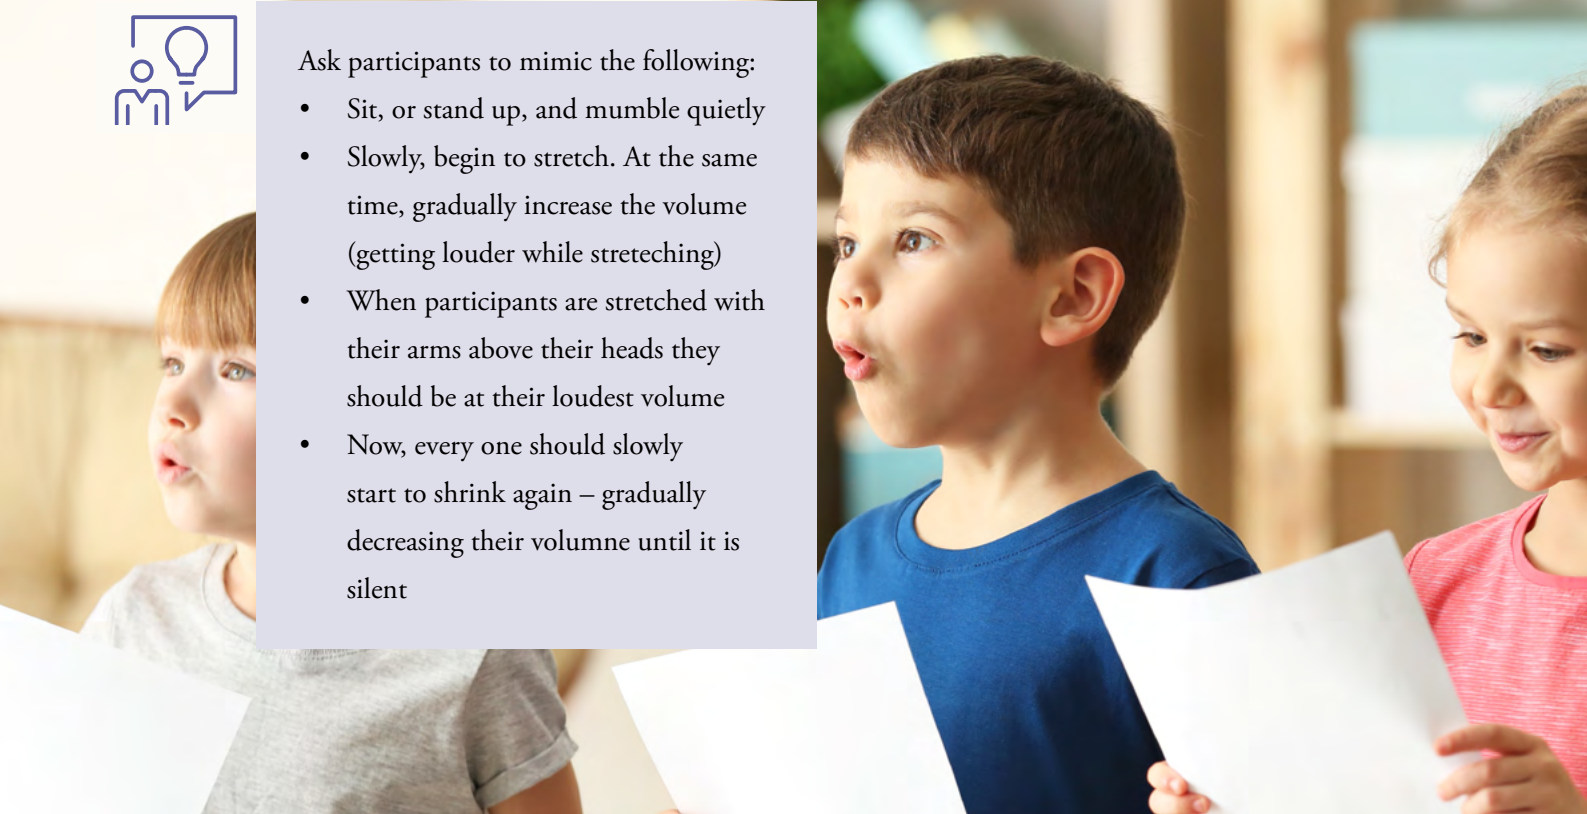 Ask participants to mimic the following:
• Sit, or stand up, and mumble quietly
• Slowly, begin to stretch. At the same
time, gradually increase the volume
(getting louder while streteching)
• When participants are stretched with
their arms above their heads they
should be at their loudest volume
• Now, every one should slowly
start to shrink again – gradually
decreasing their volumne until it is
silent